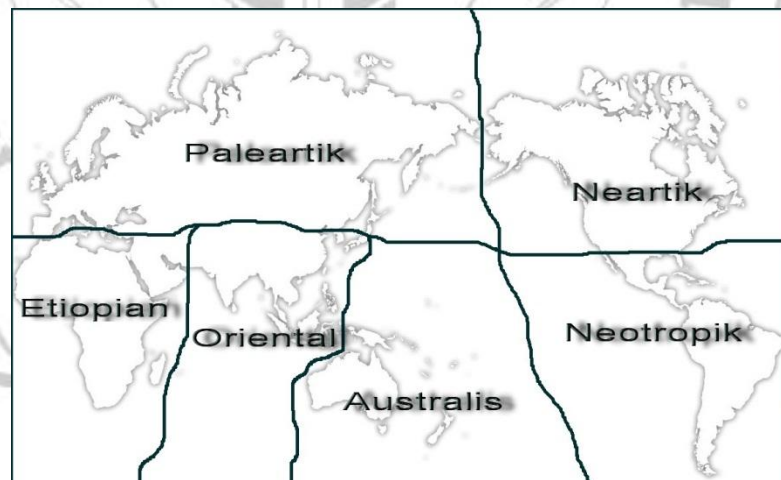 Paleartik
Neartik
Etiopian
Oriental
Neotropik
Australis